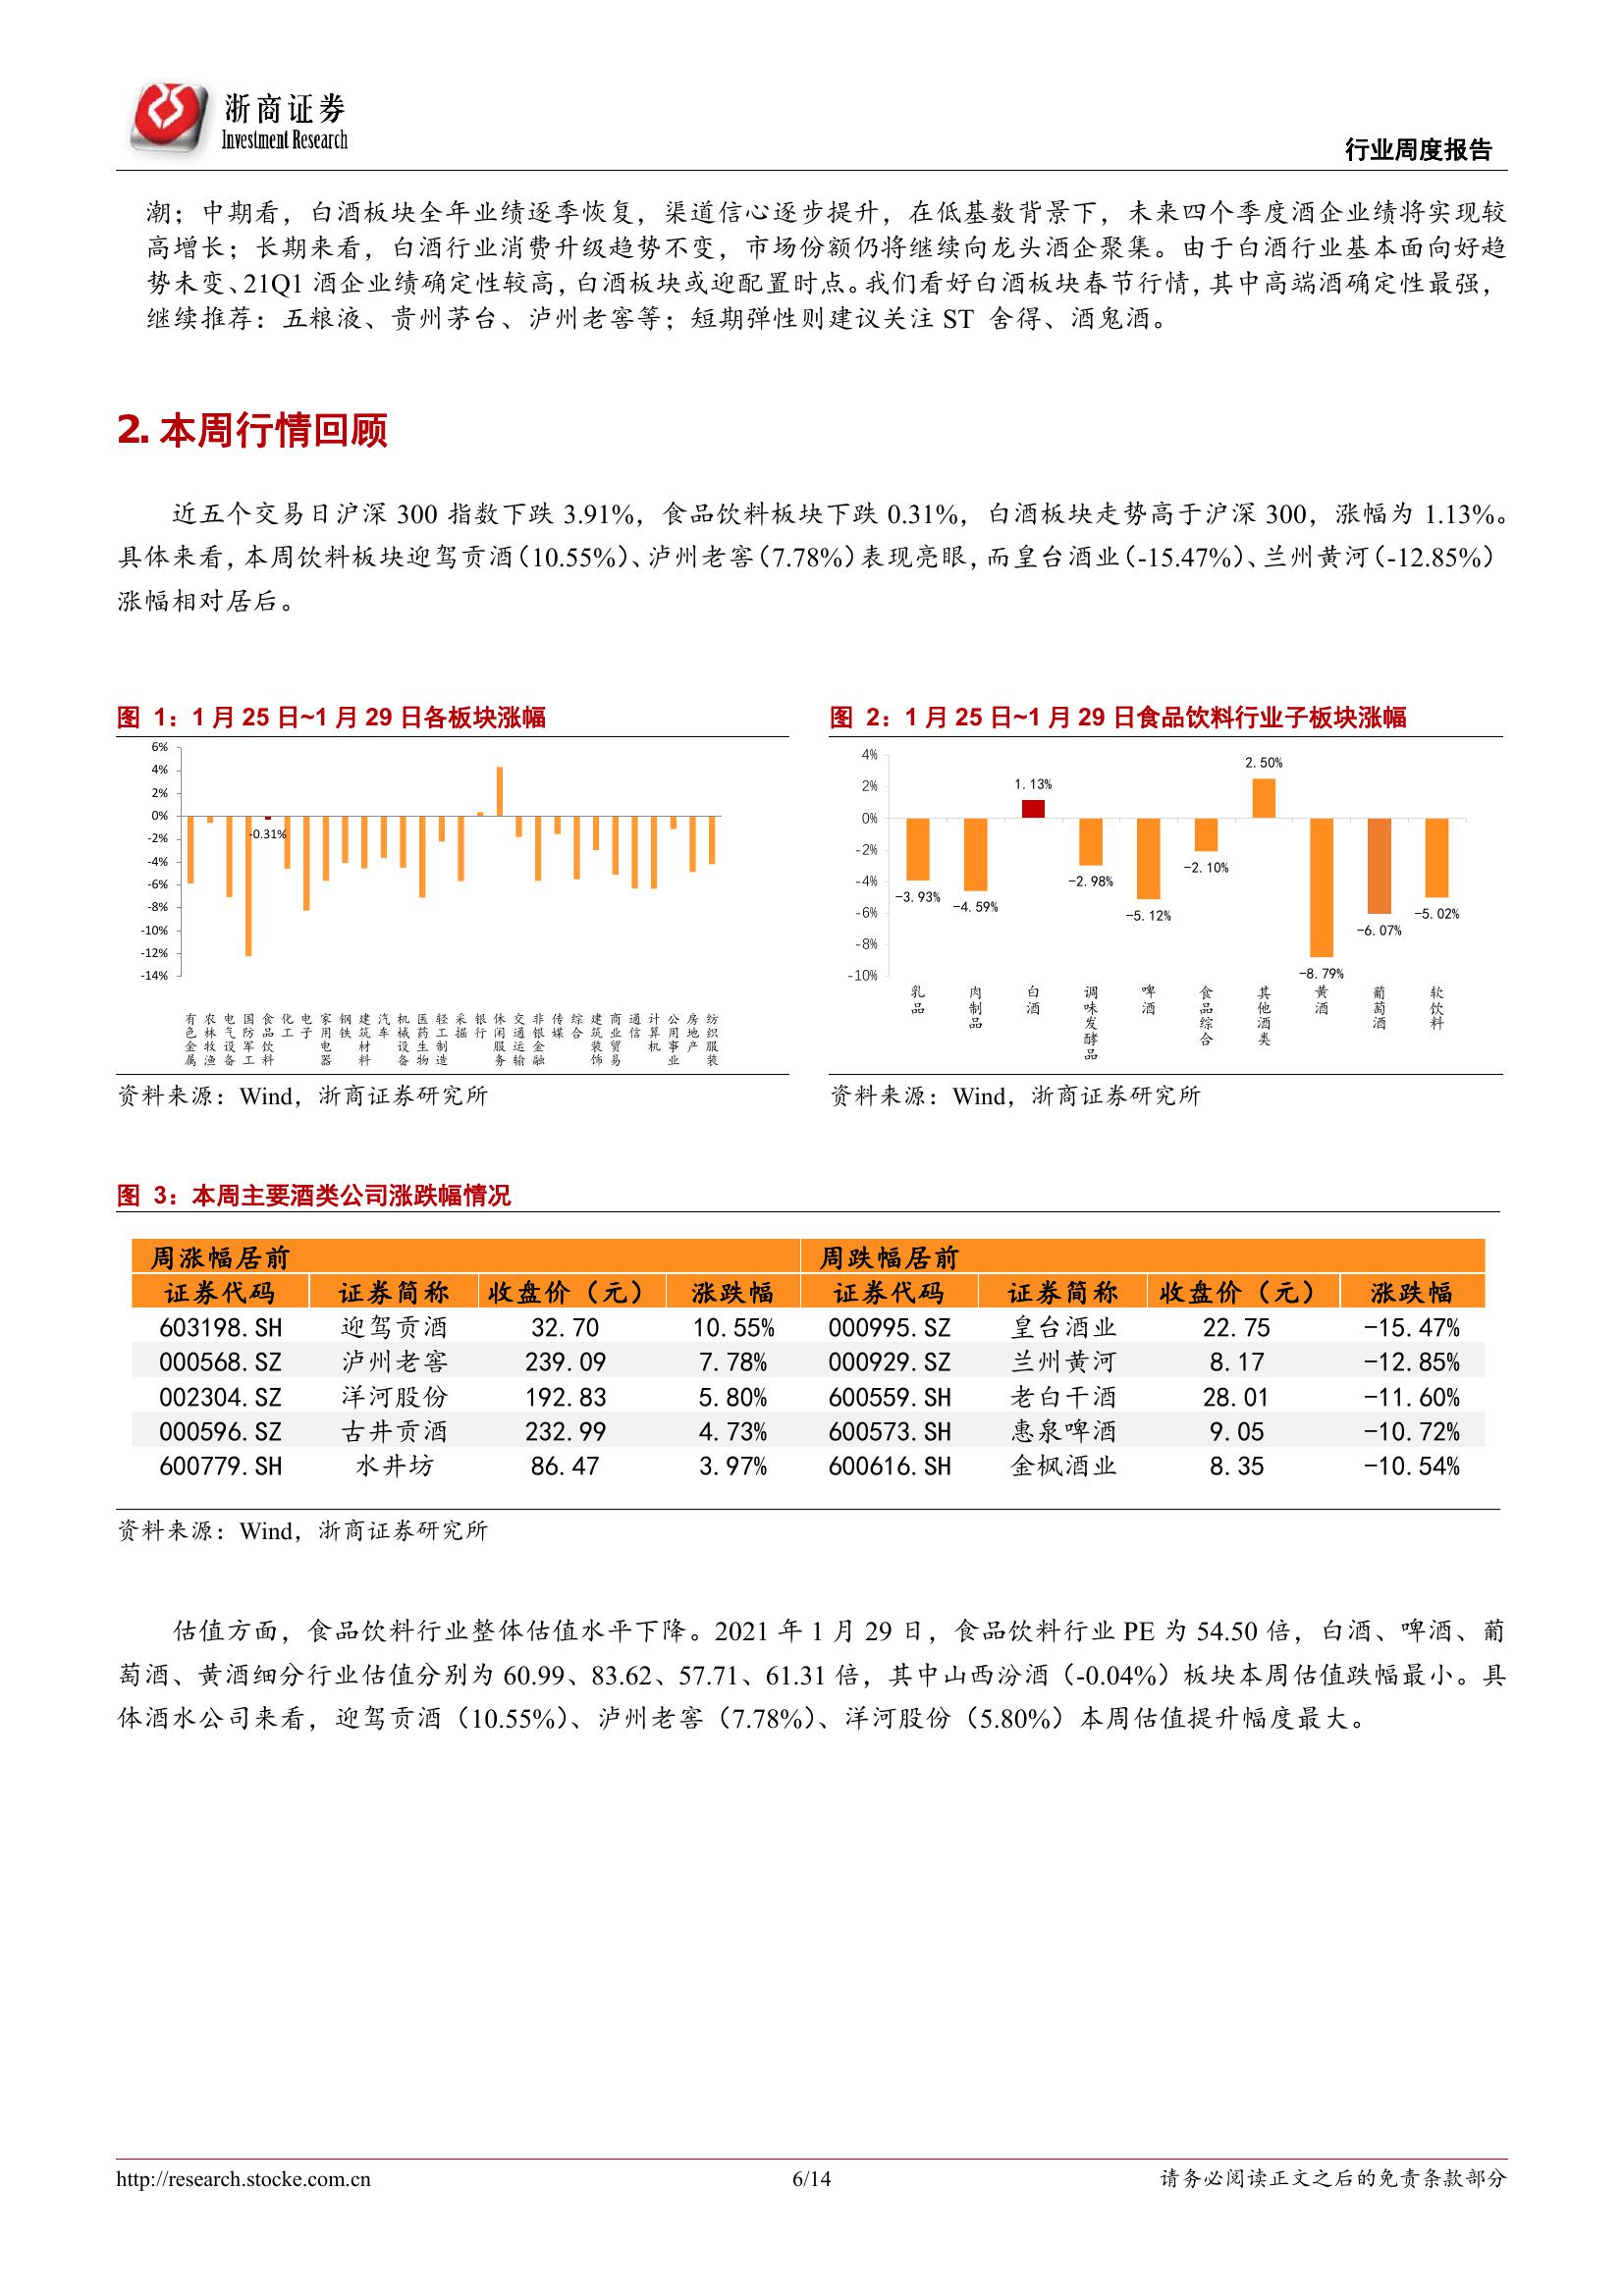 浙商证券
Investment Research
行业周度报告
潮；中期看，白酒板块全年业绩逐季恢复，渠道信心逐步提升，在低基数背景下，未来四个季度酒企业绩将实现较
高增长；长期来看，白酒行业消费升级趋势不变，市场份额仍将继续向龙头酒企聚集。由于白酒行业基本面向好趋
势未变、21Q1 酒企业绩确定性较高，白酒板块或迎配置时点。我们看好白酒板块春节行情，其中高端酒确定性最强，
继续推荐：五粮液、贵州茅台、泸州老窖等；短期弹性则建议关注 ST 舍得、酒鬼酒。
2. 本周行情回顾
近五个交易日沪深 300 指数下跌 3.91%，食品饮料板块下跌 0.31%，白酒板块走势高于沪深 300，涨幅为 1.13%。
具体来看，本周饮料板块迎驾贡酒（10.55%）、泸州老窖（7.78%）表现亮眼，而皇台酒业（-15.47%）、兰州黄河（-12.85%）
涨幅相对居后。
图 1：1 月 25 日~1 月 29 日各板块涨幅
6%
4%
2%
0%
-2%
-4%
-6%
-8%
-10%
-12%
-14%
-0.31%
有色金属
农林牧渔
电气设备
国防军工
食品饮料
化工
电子
家用电器
钢铁
建筑材料
汽车
机械设备
医药生物
轻工制造
采掘
银行
休闲服务
交通运输
非银金融
传媒
综合
建筑装饰
商业贸易
通信
计算机
公用事业
房地产
纺织服装
资料来源：Wind，浙商证券研究所
图 2：1 月 25 日~1 月 29 日食品饮料行业子板块涨幅
4%
2%
0%
-2%
-4%
-6%
-8%
-10%
-3.93%
-4.59%
1.13%
-2.98%
-5.12%
-2.10%
2.50%
-8.79%
-6.07%
-5.02%
乳品
肉制品
白酒
调味发酵品
啤酒
食品综合
其他酒类
黄酒
葡萄酒
软饮料
资料来源：Wind，浙商证券研究所
图 3：本周主要酒类公司涨跌幅情况
周涨幅居前 周跌幅居前
证券代码 证券简称 收盘价（元） 涨跌幅 证券代码 证券简称 收盘价（元） 涨跌幅
603198.SH 迎驾贡酒 32.70 10.55% 000995.SZ 皇台酒业 22.75 -15.47%
000568.SZ 泸州老窖 239.09 7.78% 000929.SZ 兰州黄河 8.17 -12.85%
002304.SZ 洋河股份 192.83 5.80% 600559.SH 老白干酒 28.01 -11.60%
000596.SZ 古井贡酒 232.99 4.73% 600573.SH 惠泉啤酒 9.05 -10.72%
600779.SH 水井坊 86.47 3.97% 600616.SH 金枫酒业 8.35 -10.54%
资料来源：Wind，浙商证券研究所
估值方面，食品饮料行业整体估值水平下降。2021 年 1 月 29 日，食品饮料行业 PE 为 54.50 倍，白酒、啤酒、葡
萄酒、黄酒细分行业估值分别为 60.99、83.62、57.71、61.31 倍，其中山西汾酒（-0.04%）板块本周估值跌幅最小。具
体酒水公司来看，迎驾贡酒（10.55%）、泸州老窖（7.78%）、洋河股份（5.80%）本周估值提升幅度最大。
http://research.stocke.com.cn
6/14
请务必阅读正文之后的免责条款部分